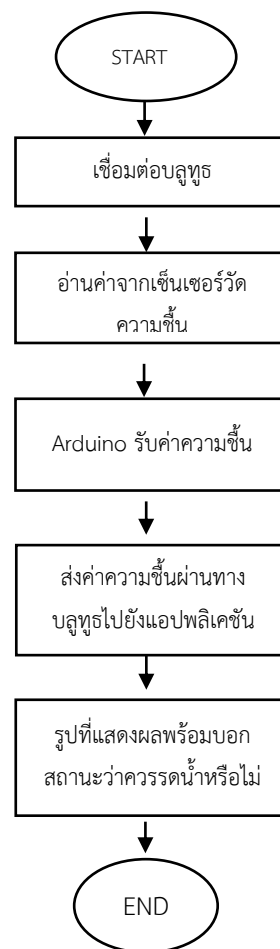 START
เชื่อมต่อบลูทูธ
อ่านค่าจากเซ็นเซอร์วัด
ความชื้น
Arduino รับค่าความชื้น
ส่งค่าความชื้นผ่านทาง
บลูทูธไปยังแอปพลิเคชัน
รูปที่แสดงผลพร้อมบอก
สถานะว่าควรรดน้ำหรือไม่
END